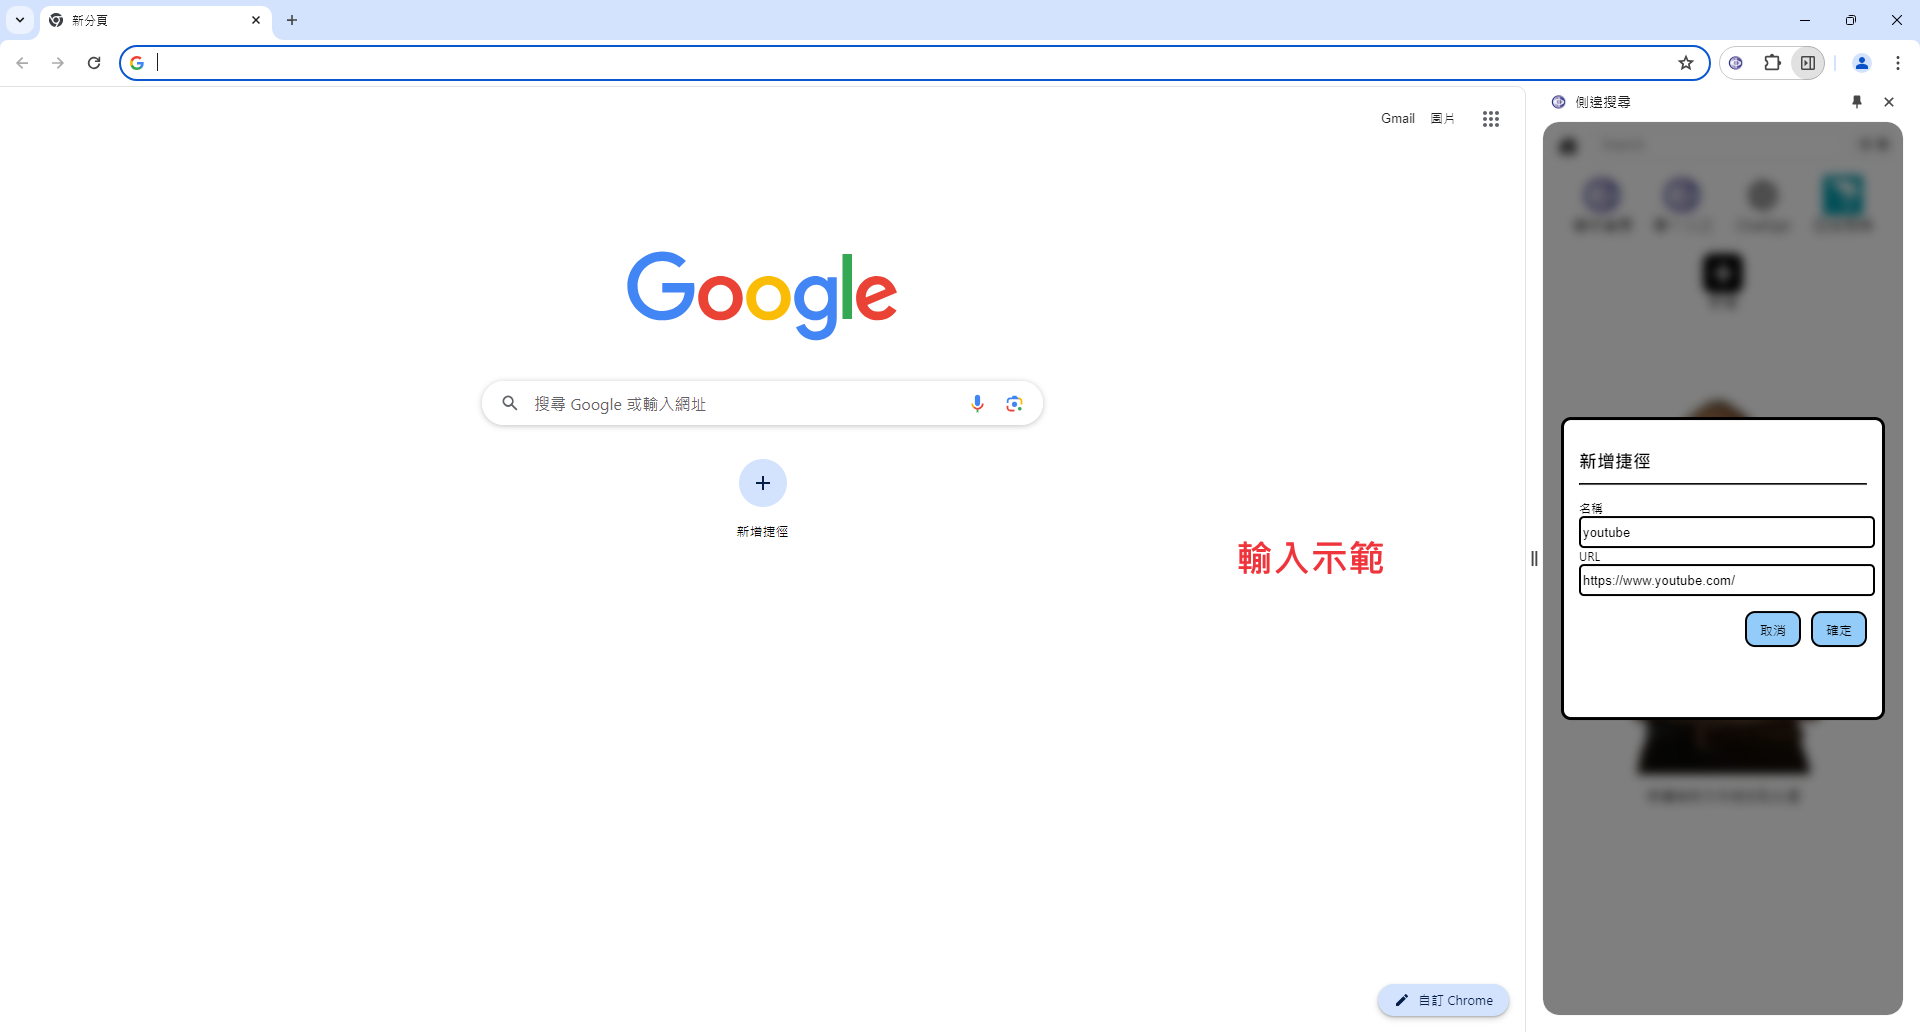 新分頁
側邊搜尋
Gmail 圖片
Google
搜尋 Google 或輸入網址
新增捷徑
輸入示範
新增捷徑
名稱
youtube
URL
https://www.youtube.com/
取消 確定
自訂 Chrome